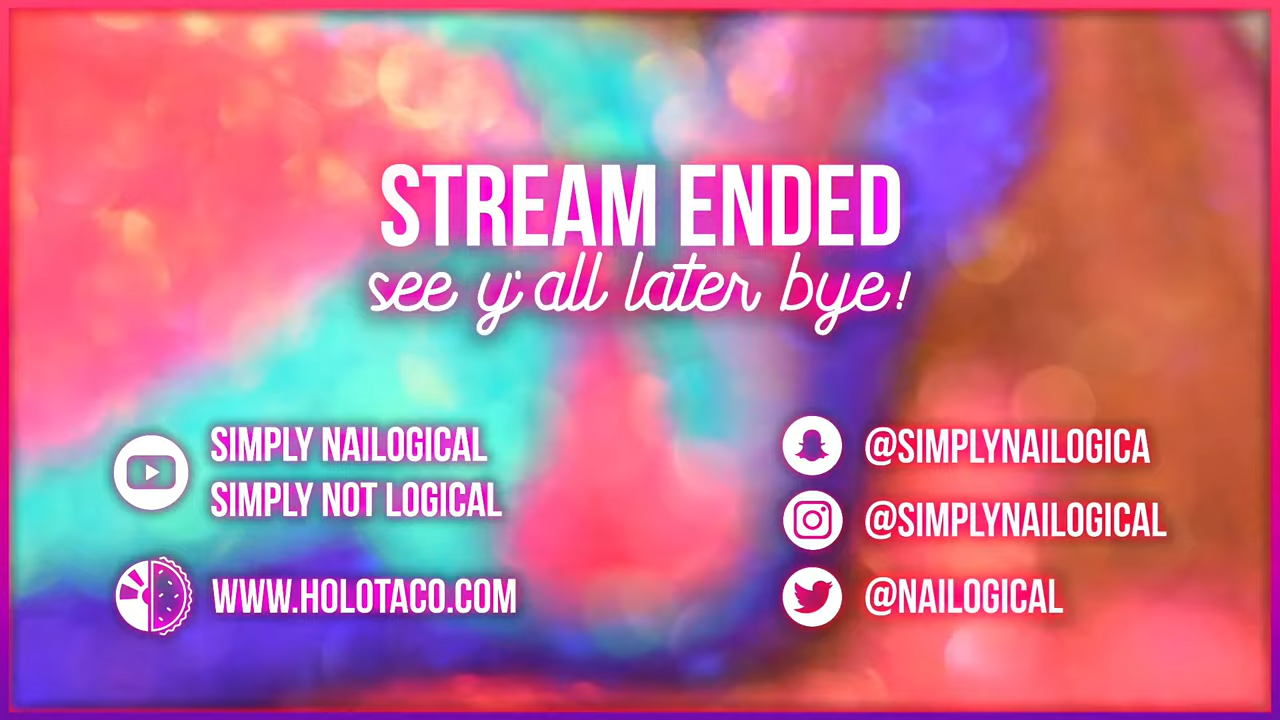 STREAM ENDED
see y'all later bye!
SIMPLY NAILOGICAL
SIMPLY NOT LOGICAL
WWW.HOLOTACO.COM
@SIMPLYNAILOGICA
@SIMPLYNAILOGICAL
@NAILOGICAL